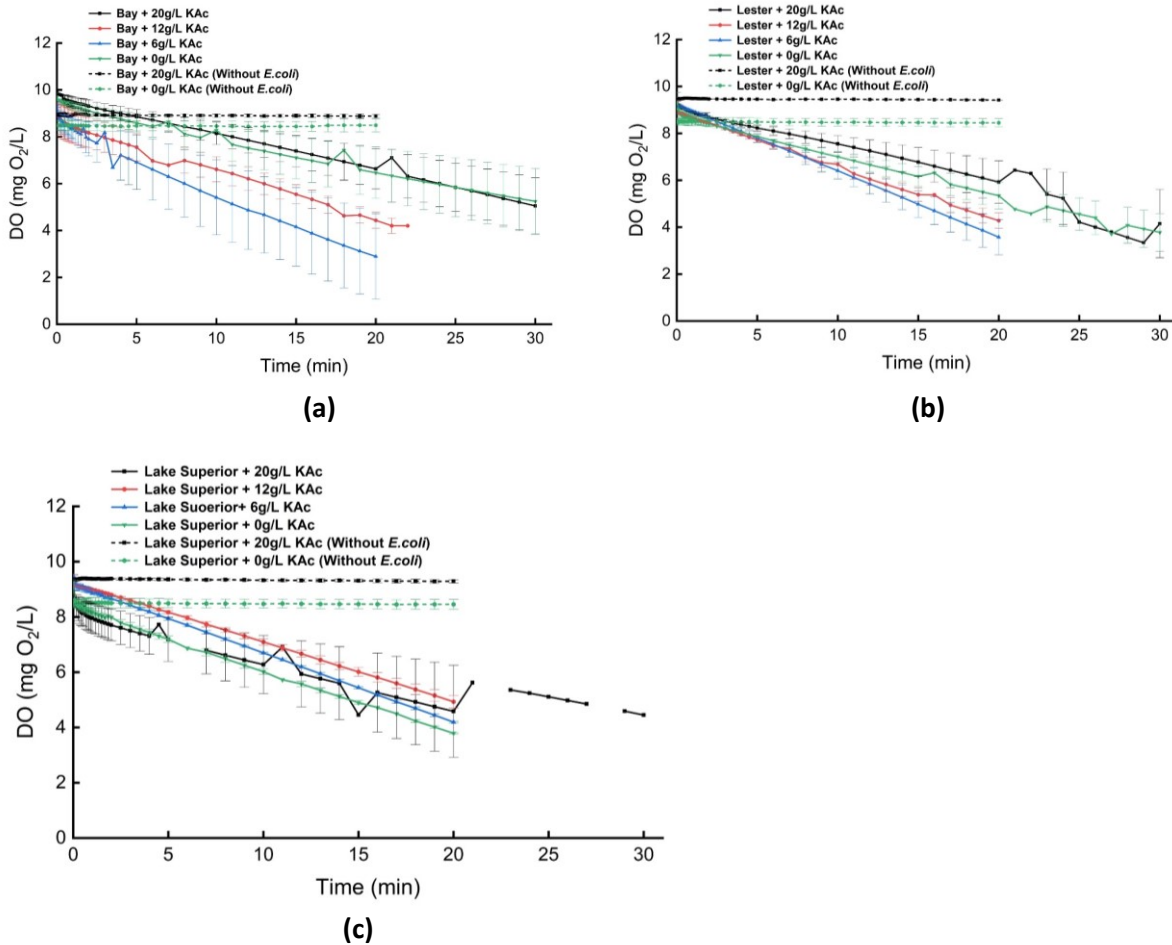 Bay + 20g/L KAc
Bay + 12g/L KAc
Bay + 6g/L KAc
Bay + 0g/L KAc
Bay + 20g/L KAc (Without E.coli)
Bay + 0g/L KAc (Without E.coli)
12
10
8
6
4
2
0
DO (mg O₂/L)
0 5 10 15 20 25 30
Time (min)
(a)
Lester + 20g/L KAc
Lester + 12g/L KAc
Lester + 6g/L KAc
Lester + 0g/L KAc
Lester + 20g/L KAc (Without E.coli)
Lester + 0g/L KAc (Without E.coli)
12
10
8
6
4
2
0
DO (mg O₂/L)
0 5 10 15 20 25 30
Time (min)
(b)
Lake Superior + 20g/L KAc
Lake Superior + 12g/L KAc
Lake Suoerior+ 6g/L KAc
Lake Superior + 0g/L KAc
Lake Superior + 20g/L KAc (Without E.coli)
Lake Superior + 0g/L KAc (Without E.coli)
12
10
8
6
4
2
0
DO (mg O₂/L)
0 5 10 15 20 25 30
Time (min)
(c)